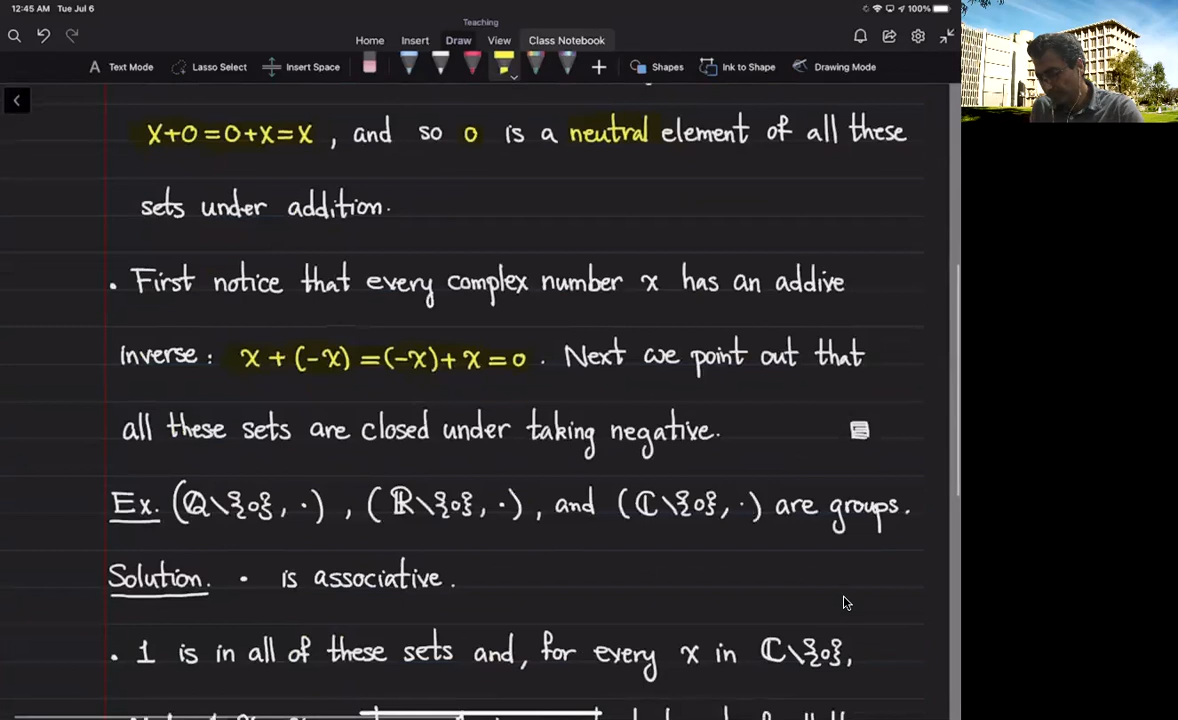 12:45 AM Tue Jul 6
100%
Teaching
Home Insert Draw View Class Notebook
Text Mode Lasso Select Insert Space Shapes Ink to Shape Drawing Mode
x+0=0+x=x , and so 0 is a neutral element of all these
sets under addition.
. First notice that every complex number x has an addive
inverse : x + (-x) = (-x) + x = 0 . Next we point out that
all these sets are closed under taking negative.
Ex. (ℚ\{0}, ·) , (ℝ\{0}, ·) , and (ℂ\{0}, ·) are groups.
Solution. · is associative .
. 1 is in all of these sets and, for every x in ℂ\{0},